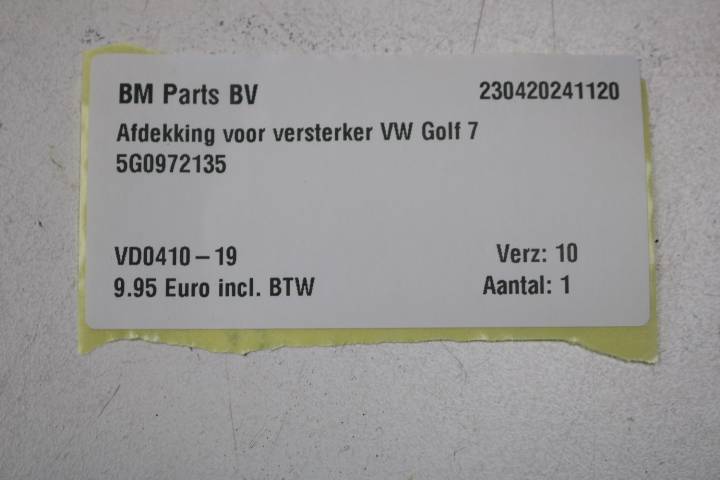 BM Parts BV 230420241120
Afdekking voor versterker VW Golf 7
5G0972135
VD0410-19 Verz: 10
9.95 Euro incl. BTW Aantal: 1